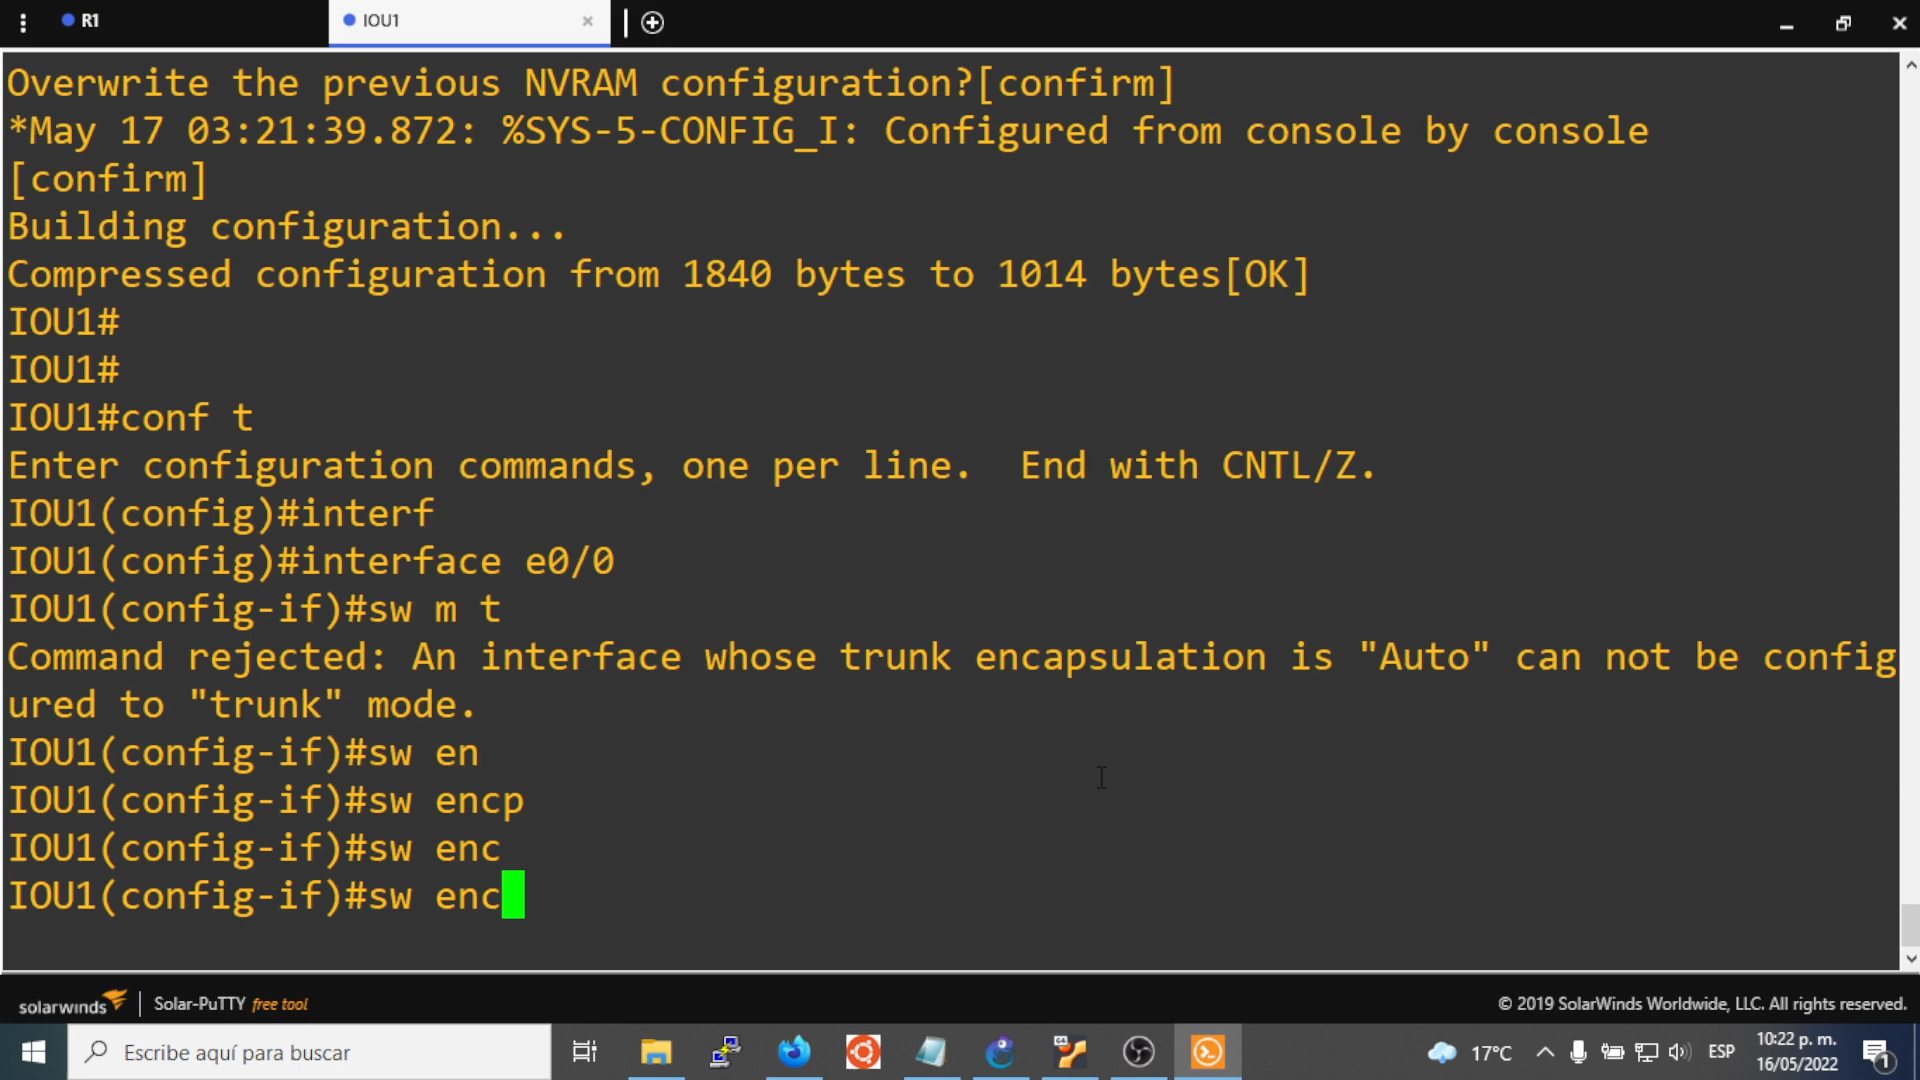 R1
IOU1
Overwrite the previous NVRAM configuration?[confirm]
*May 17 03:21:39.872: %SYS-5-CONFIG_I: Configured from console by console
[confirm]
Building configuration...
Compressed configuration from 1840 bytes to 1014 bytes[OK]
IOU1#
IOU1#
IOU1#conf t
Enter configuration commands, one per line.  End with CNTL/Z.
IOU1(config)#interf
IOU1(config)#interface e0/0
IOU1(config-if)#sw m t
Command rejected: An interface whose trunk encapsulation is "Auto" can not be config
ured to "trunk" mode.
IOU1(config-if)#sw en
IOU1(config-if)#sw encp
IOU1(config-if)#sw enc
IOU1(config-if)#sw enc
solarwinds Solar-PuTTY free tool
© 2019 SolarWinds Worldwide, LLC. All rights reserved.
Escribe aquí para buscar
17°C
ESP
10:22 p. m.
16/05/2022
1